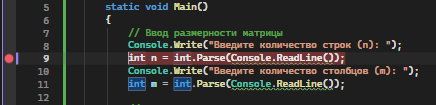 5 static void Main()
6 {
7 // Ввод размерности матрицы
8 Console.Write("Введите количество строк (n): ");
9 int n = int.Parse(Console.ReadLine());
10 Console.Write("Введите количество столбцов (m): ");
11 int m = int.Parse(Console.ReadLine());